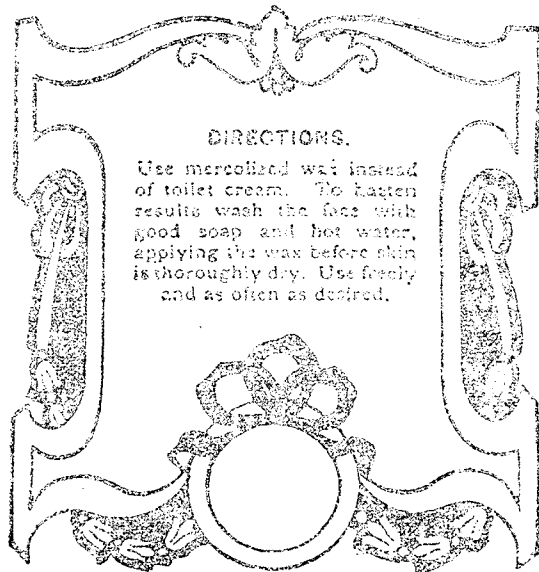 DIRECTIONS.
Use mercolized wax instead
of toilet cream. To hasten
results wash the face with
good soap and hot water,
applying the wax before skin
is thoroughly dry. Use freely
and as often as desired.